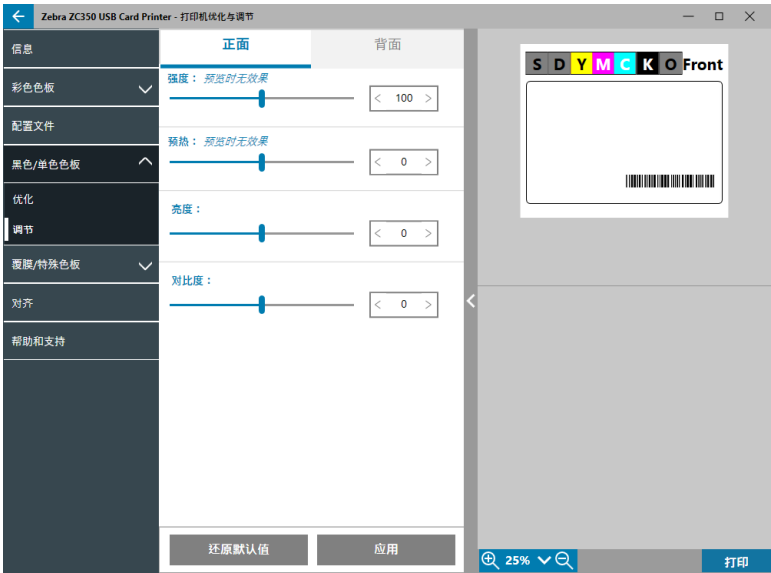 Zebra ZC350 USB Card Printer - 打印机优化与调节
信息
彩色色板
配置文件
黑色/单色色板
优化
调节
覆膜/特殊色板
对齐
帮助和支持
正面
背面
强度： 预览时无效果
< 100 >
预热： 预览时无效果
< 0 >
亮度：
< 0 >
对比度：
< 0 >
还原默认值
应用
S D Y M C K O Front
25%
打印